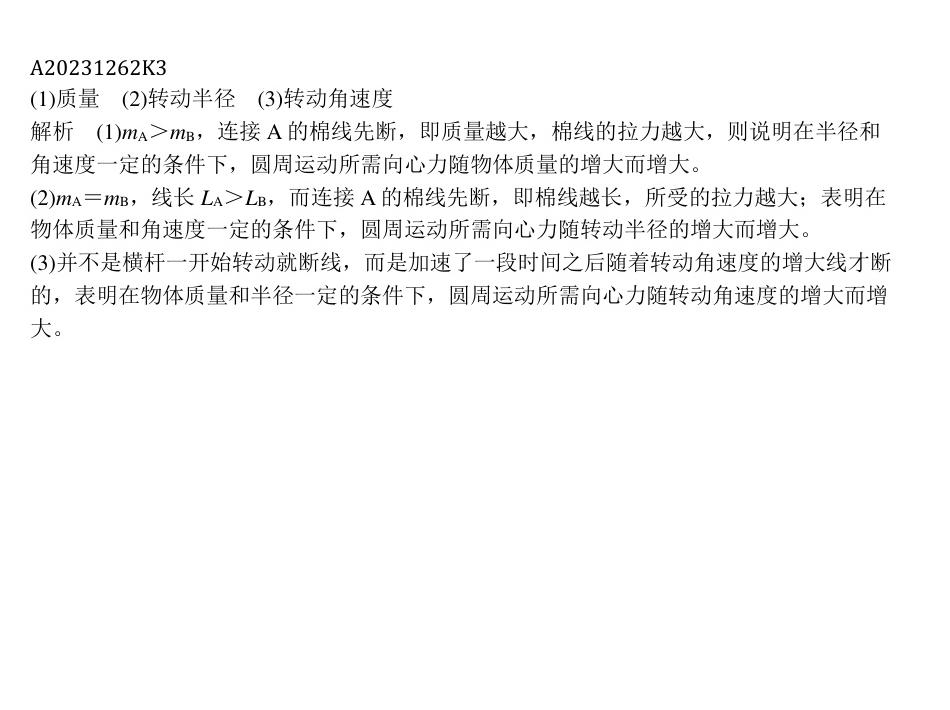 A20231262K3
(1)质量　(2)转动半径　(3)转动角速度
解析　(1)mA＞mB，连接 A 的棉线先断，即质量越大，棉线的拉力越大，则说明在半径和
角速度一定的条件下，圆周运动所需向心力随物体质量的增大而增大。
(2)mA＝mB，线长 LA＞LB，而连接 A 的棉线先断，即棉线越长，所受的拉力越大；表明在
物体质量和角速度一定的条件下，圆周运动所需向心力随转动半径的增大而增大。
(3)并不是横杆一开始转动就断线，而是加速了一段时间之后随着转动角速度的增大线才断
的，表明在物体质量和半径一定的条件下，圆周运动所需向心力随转动角速度的增大而增
大。